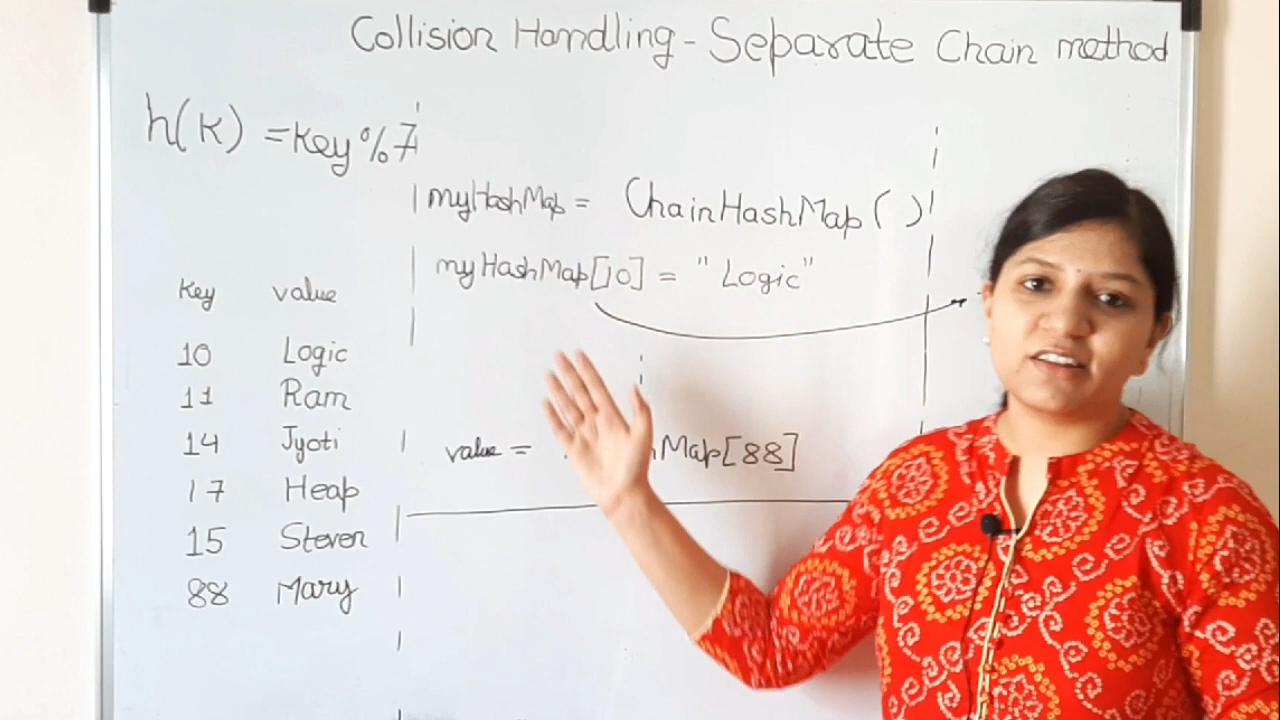 Collision Handling - Separate Chain method
h(K) = Key % 7
myHashMap = ChainHashMap ( )
myHashMap[10] = "Logic"
Key value
10 Logic
11 Ram
14 Jyoti
17 Heap
15 Steven
88 Mary
value = Map[88]